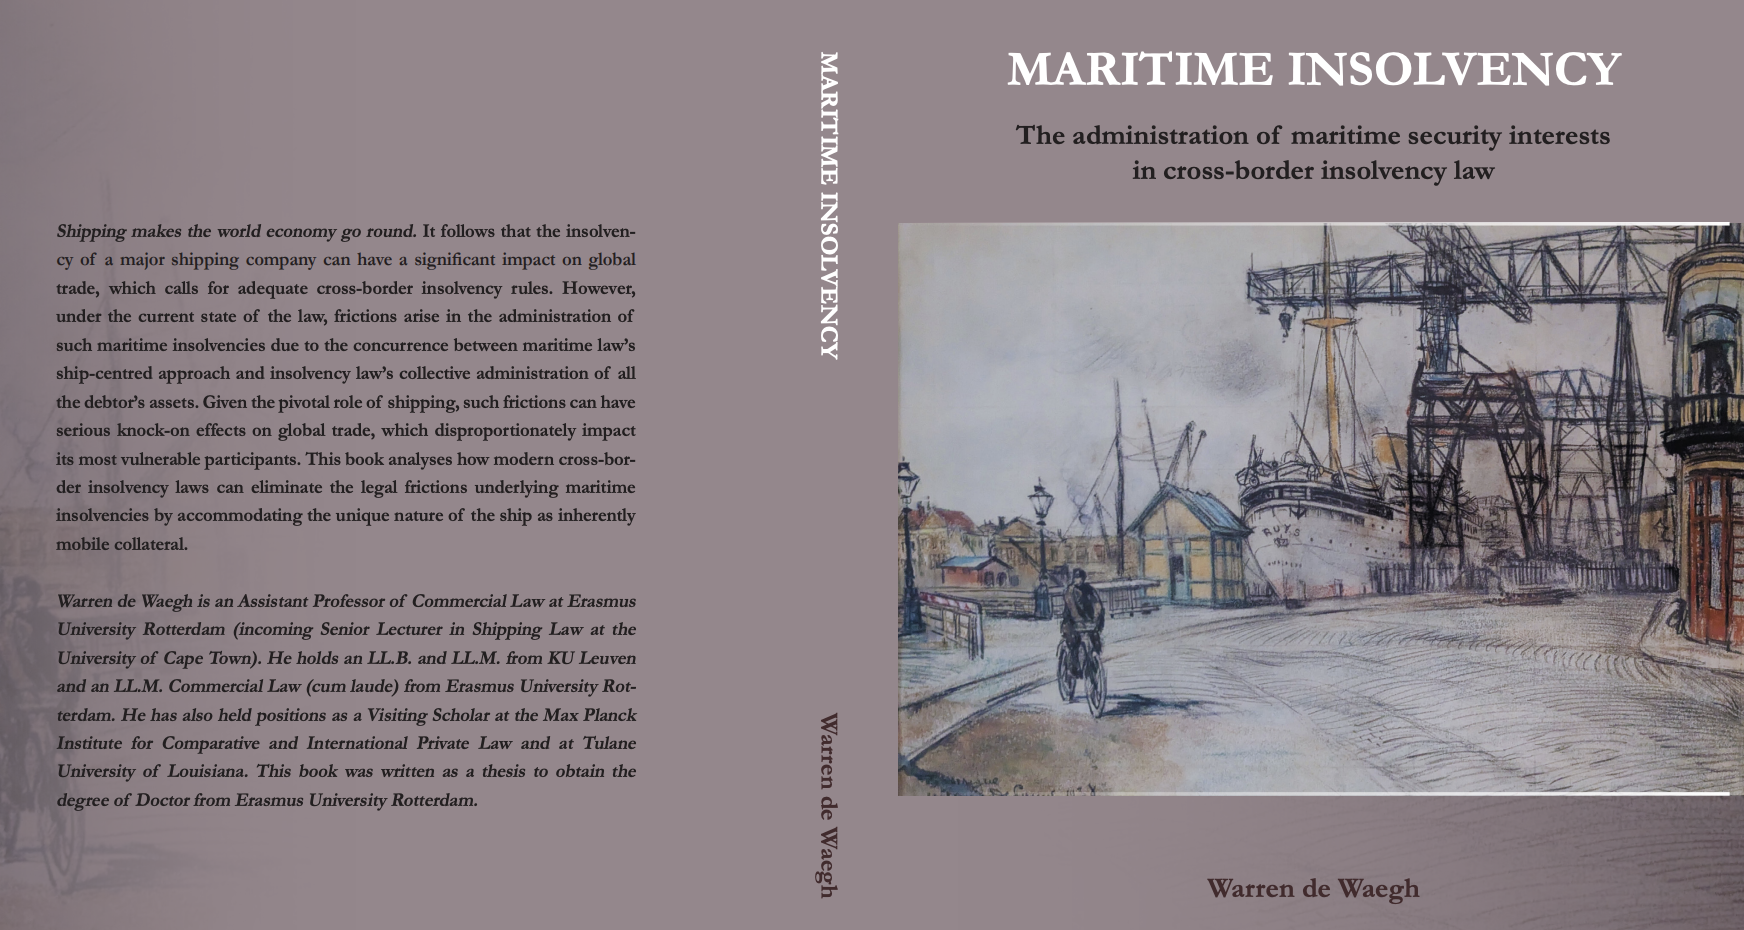 Shipping makes the world economy go round. It follows that the insolven-
cy of a major shipping company can have a significant impact on global
trade, which calls for adequate cross-border insolvency rules. However,
under the current state of the law, frictions arise in the administration of
such maritime insolvencies due to the concurrence between maritime law’s
ship-centred approach and insolvency law’s collective administration of all
the debtor’s assets. Given the pivotal role of shipping, such frictions can have
serious knock-on effects on global trade, which disproportionately impact
its most vulnerable participants. This book analyses how modern cross-bor-
der insolvency laws can eliminate the legal frictions underlying maritime
insolvencies by accommodating the unique nature of the ship as inherently
mobile collateral.
Warren de Waegh is an Assistant Professor of Commercial Law at Erasmus
University Rotterdam (incoming Senior Lecturer in Shipping Law at the
University of Cape Town). He holds an LL.B. and LL.M. from KU Leuven
and an LL.M. Commercial Law (cum laude) from Erasmus University Rot-
terdam. He has also held positions as a Visiting Scholar at the Max Planck
Institute for Comparative and International Private Law and at Tulane
University of Louisiana. This book was written as a thesis to obtain the
degree of Doctor from Erasmus University Rotterdam.
MARITIME INSOLVENCY
Warren de Waegh
MARITIME INSOLVENCY
The administration of maritime security interests
in cross-border insolvency law
RUYS
Warren de Waegh